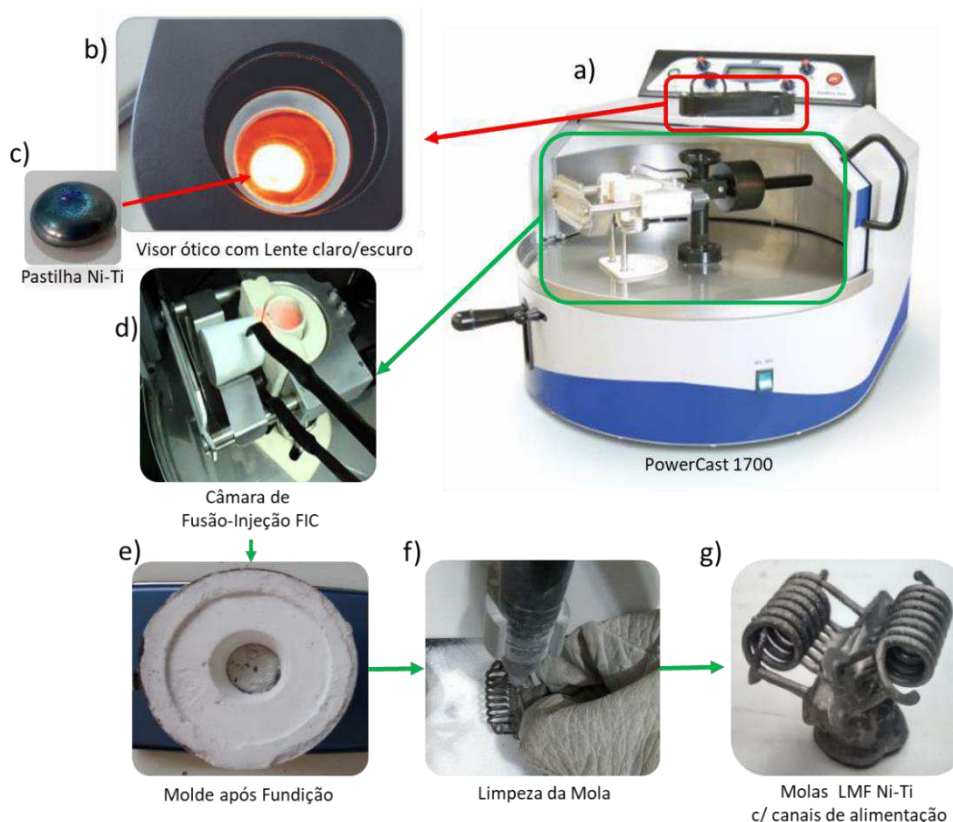 b)
a)
c)
Visor ótico com Lente claro/escuro
Pastilha Ni-Ti
d)
PowerCast 1700
Câmara de
Fusão-Injeção FIC
e)
f)
g)
Molde após Fundição
Limpeza da Mola
Molas LMF Ni-Ti
c/ canais de alimentação